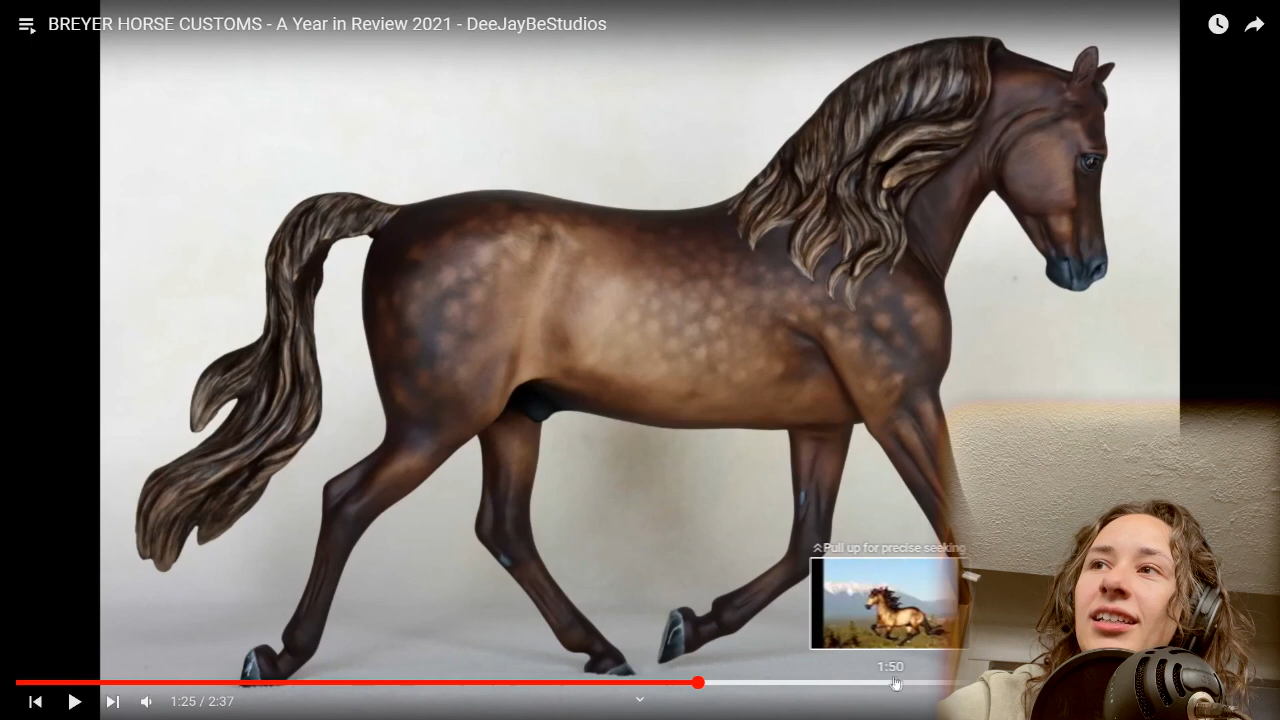 BREYER HORSE CUSTOMS - A Year in Review 2021 - DeeJayBeStudios
Pull up for precise seeking
1:50
1:25 / 2:37